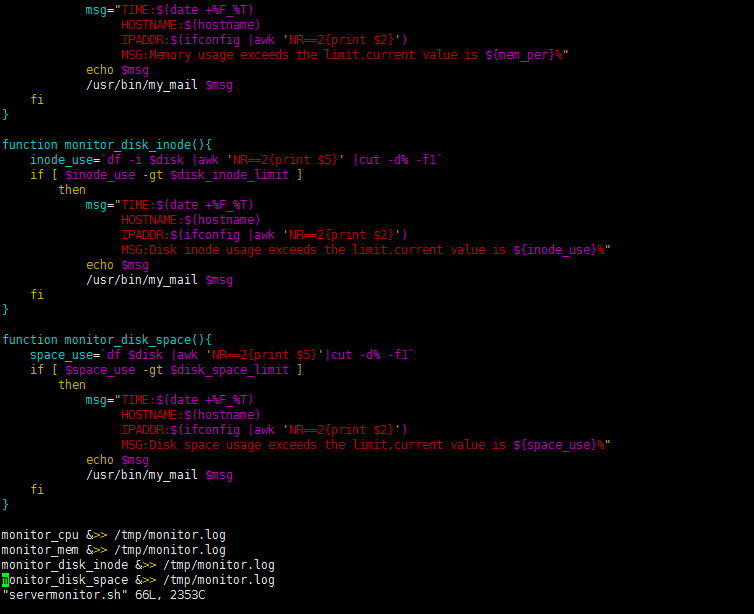 msg="TIME:$(date +%F_%T)
HOSTNAME:$(hostname)
IPADDR:$(ifconfig |awk 'NR==2{print $2}')
MSG:Memory usage exceeds the limit,current value is ${mem_per}%"
echo $msg
/usr/bin/my_mail $msg
fi
}
function monitor_disk_inode(){
inode_use=`df -i $disk |awk 'NR==2{print $5}' |cut -d% -f1`
if [ $inode_use -gt $disk_inode_limit ]
then
msg="TIME:$(date +%F_%T)
HOSTNAME:$(hostname)
IPADDR:$(ifconfig |awk 'NR==2{print $2}')
MSG:Disk inode usage exceeds the limit,current value is ${inode_use}%"
echo $msg
/usr/bin/my_mail $msg
fi
}
function monitor_disk_space(){
space_use=`df $disk |awk 'NR==2{print $5}'|cut -d% -f1`
if [ $space_use -gt $disk_space_limit ]
then
msg="TIME:$(date +%F_%T)
HOSTNAME:$(hostname)
IPADDR:$(ifconfig |awk 'NR==2{print $2}')
MSG:Disk space usage exceeds the limit,current value is ${space_use}%"
echo $msg
/usr/bin/my_mail $msg
fi
}
monitor_cpu &>> /tmp/monitor.log
monitor_mem &>> /tmp/monitor.log
monitor_disk_inode &>> /tmp/monitor.log
monitor_disk_space &>> /tmp/monitor.log
"servermonitor.sh" 66L, 2353C